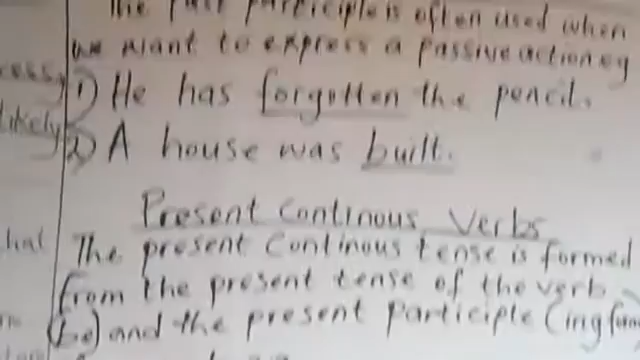 The past participle is often used when
we want to express a passive action eg
1) He has forgotten the pencil.
likely 2) A house was built.
Present Continous Verbs
hat The present Continous tense is formed
from the present tense of the verb
(be) and the present Participle (ing form